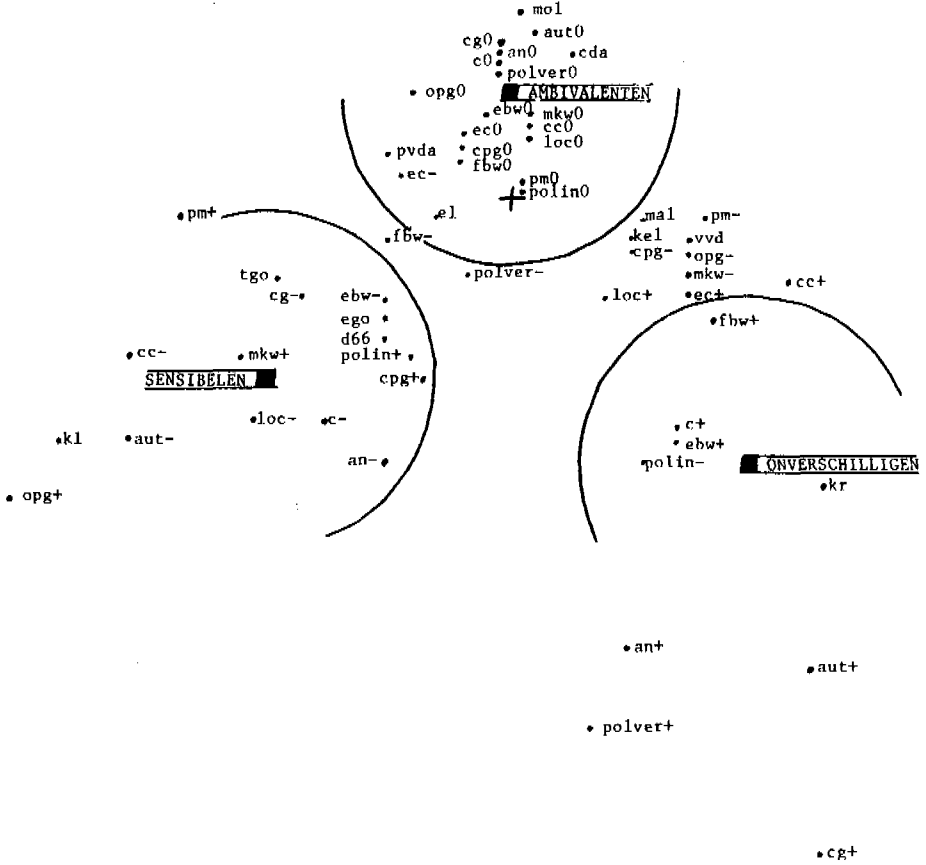 mol
aut0
cg0
an0
cda
c0
polver0
opg0
AMBIVALENTEN
ebw0
mkw0
ec0
cc0
loc0
pvda
cpg0
fbw0
ec-
pm0
polin0
pm+
el
mal
pm-
fbw-
kel
vvd
cpg-
opg-
polver-
mkw-
tgo
cc+
cg-
ebw-
loc+
ec+
ego
fbw+
d66
cc-
mkw+
polin+
SENSIBELEN
cpg+
loc-
c-
c+
kl
aut-
ebw+
an-
polin-
ONVERSCHILLIGEN
kr
opg+
an+
aut+
polver+
cg+